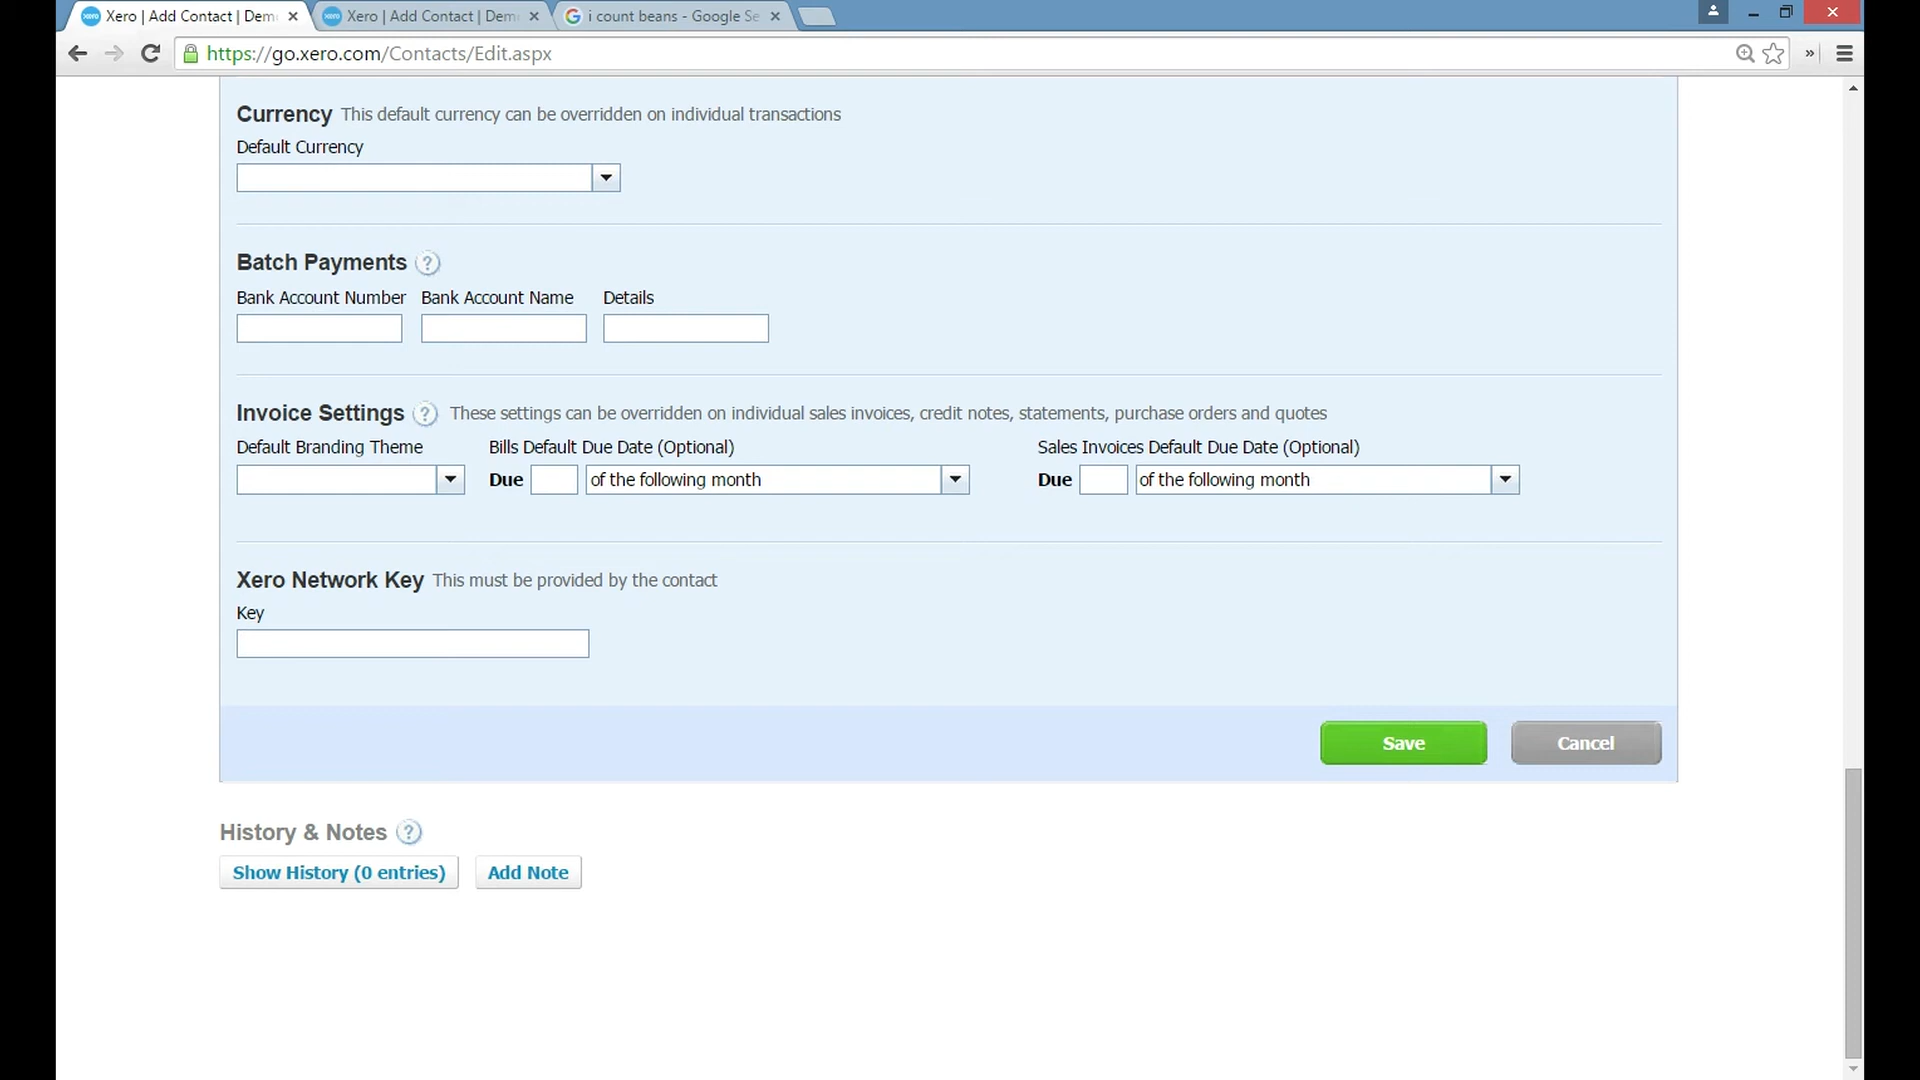 Xero | Add Contact | Dem
Xero | Add Contact | Dem
i count beans - Google Se
https://go.xero.com/Contacts/Edit.aspx
Currency This default currency can be overridden on individual transactions
Default Currency
Batch Payments ?
Bank Account Number Bank Account Name Details
Invoice Settings ? These settings can be overridden on individual sales invoices, credit notes, statements, purchase orders and quotes
Default Branding Theme Bills Default Due Date (Optional) Sales Invoices Default Due Date (Optional)
Due of the following month Due of the following month
Xero Network Key This must be provided by the contact
Key
Save Cancel
History & Notes ?
Show History (0 entries) Add Note